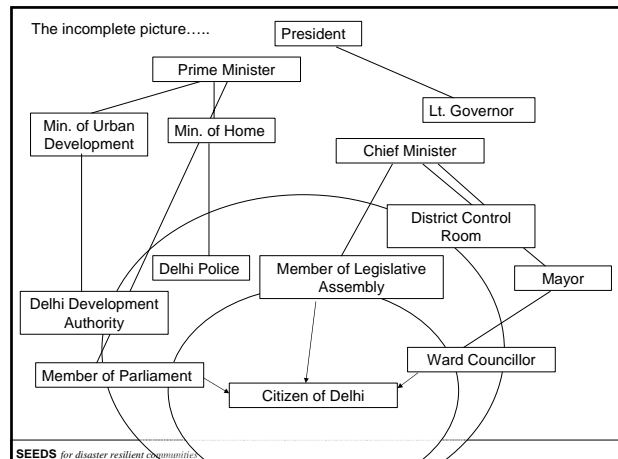 The incomplete picture…..
President
Prime Minister
Lt. Governor
Min. of Urban
Development
Min. of Home
Chief Minister
District Control
Room
Delhi Police
Member of Legislative
Assembly
Mayor
Delhi Development
Authority
Member of Parliament
Ward Councillor
Citizen of Delhi
SEEDS for disaster resilient communities